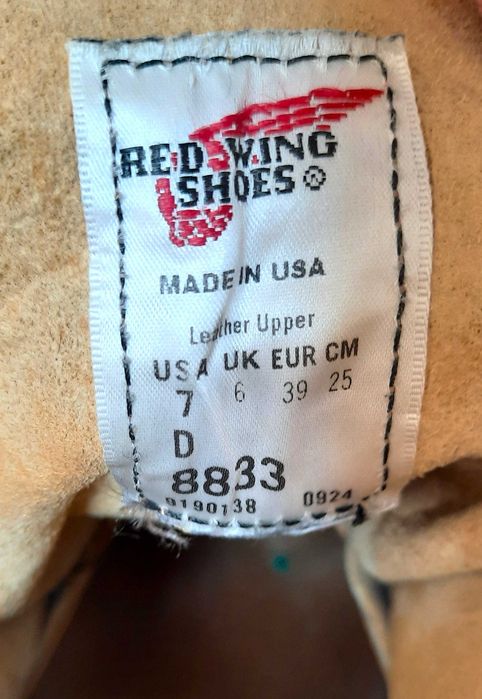 RED WING
SHOES ®
MADE IN USA
Leather Upper
USA UK EUR CM
7 6 39 25
D
8833
9190138 0924